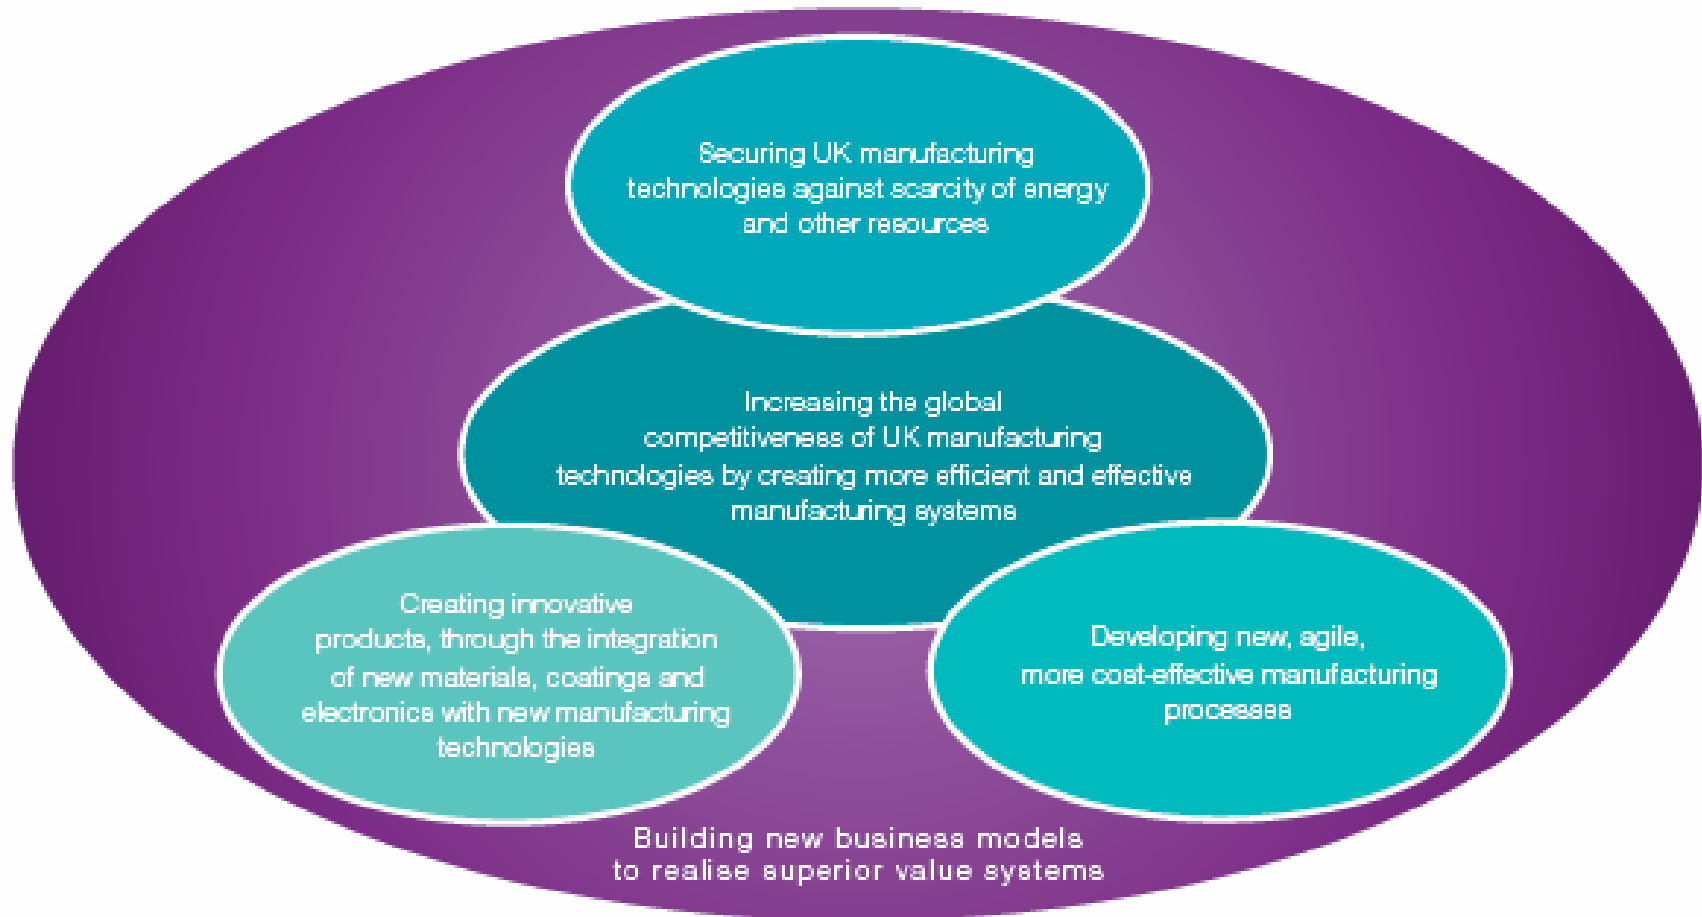 Securing UK manufacturing
technologies against scarcity of energy
and other resources
Increasing the global
competitiveness of UK manufacturing
technologies by creating more efficient and effective
manufacturing systems
Creating innovative
products, through the integration
of new materials, coatings and
electronics with new manufacturing
technologies
Developing new, agile,
more cost-effective manufacturing
processes
Building new business models
to realise superior value systems